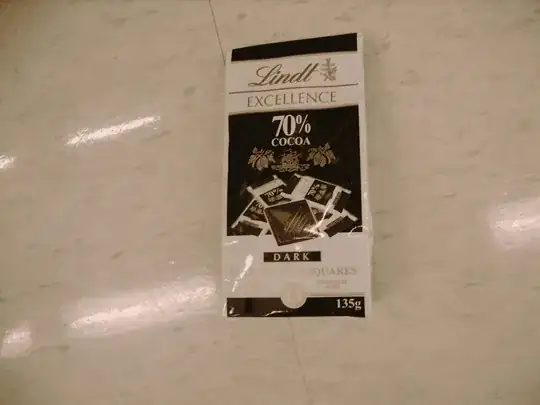 Lindt
EXCELLENCE
70%
COCOA
70%
DARK
SQUARES
135g